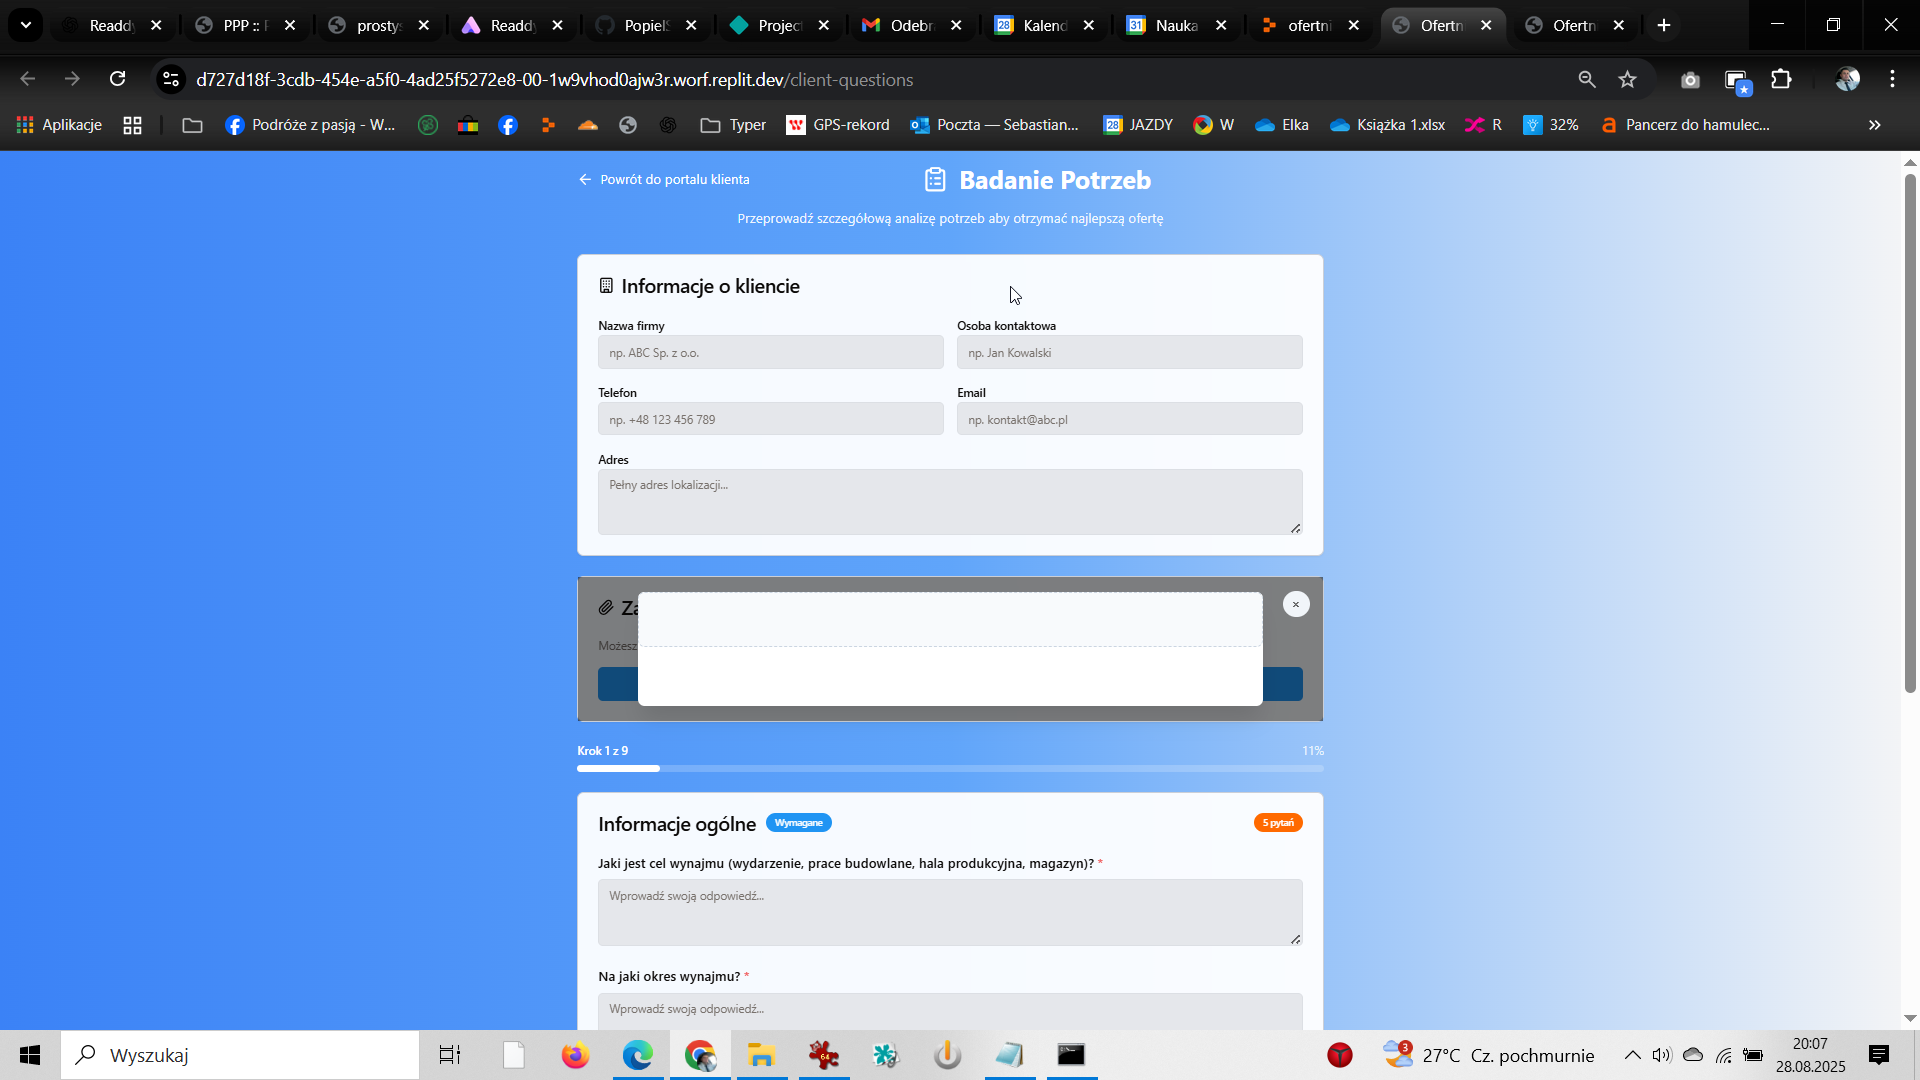 Readdy
PPP ::
prostys
Readdy
PopielS
Project
Odebra
Kalend
Nauka
ofertni
Ofertn
Ofertn
d727d18f-3cdb-454e-a5f0-4ad25f5272e8-00-1w9vhod0ajw3r.worf.replit.dev/client-questions
Aplikacje
Podróże z pasją - W...
Typer
GPS-rekord
Poczta — Sebastian...
28 JAZDY
W
Elka
Książka 1.xlsx
R
32%
Pancerz do hamulec...
Powrót do portalu klienta
Badanie Potrzeb
Przeprowadź szczegółową analizę potrzeb aby otrzymać najlepszą ofertę
Informacje o kliencie
Nazwa firmy
Osoba kontaktowa
np. ABC Sp. z o.o.
np. Jan Kowalski
Telefon
Email
np. +48 123 456 789
np. kontakt@abc.pl
Adres
Pełny adres lokalizacji...
Za
Możesz
Krok 1 z 9
11%
Informacje ogólne
Wymagane
5 pytań
Jaki jest cel wynajmu (wydarzenie, prace budowlane, hala produkcyjna, magazyn)? *
Wprowadź swoją odpowiedź...
Na jaki okres wynajmu? *
Wprowadź swoją odpowiedź...
Wyszukaj
64
3
27°C Cz. pochmurnie
20:07
28.08.2025